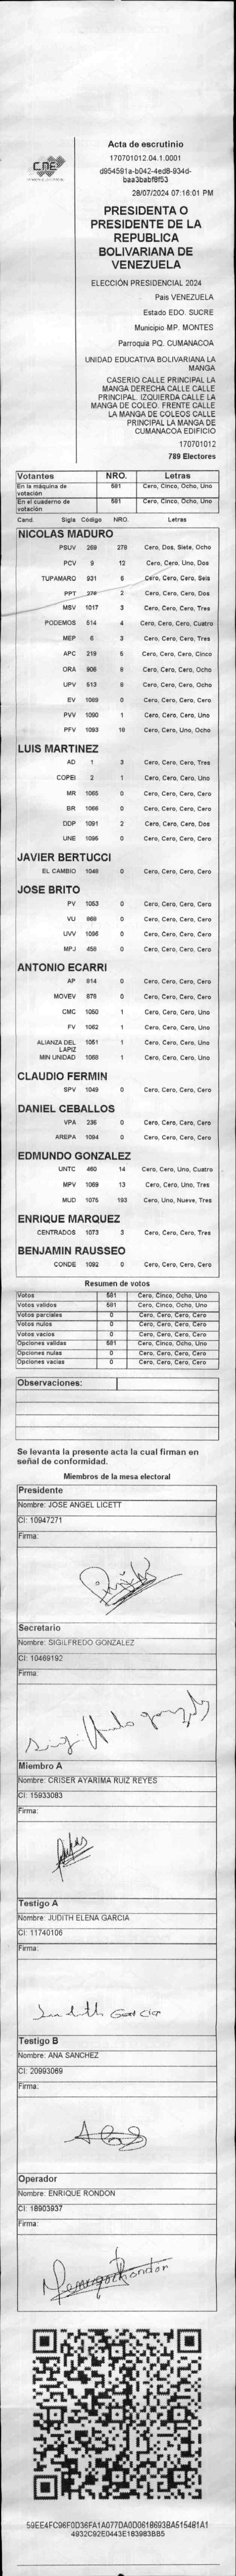 CNE
Acta de escrutinio
170701012.04.1.0001
d954591a-b042-4ed8-934d-
baa3babf8f53
28/07/2024 07:16:01 PM
PRESIDENTA O
PRESIDENTE DE LA
REPUBLICA
BOLIVARIANA DE
VENEZUELA
ELECCIÓN PRESIDENCIAL 2024
Pais VENEZUELA
Estado EDO. SUCRE
Municipio MP. MONTES
Parroquia PQ. CUMANACOA
UNIDAD EDUCATIVA BOLIVARIANA LA
MANGA
CASERIO CALLE PRINCIPAL LA
MANGA DERECHA CALLE CALLE
PRINCIPAL. IZQUIERDA CALLE LA
MANGA DE COLEO. FRENTE CALLE
LA MANGA DE COLEOS CALLE
PRINCIPAL LA MANGA DE
CUMANACOA EDIFICIO
170701012
789 Electores
Votantes NRO. Letras
En la máquina de votación 581 Cero, Cinco, Ocho, Uno
En el cuaderno de votación 581 Cero, Cinco, Ocho, Uno
Cand. Sigla Código NRO. Letras
NICOLAS MADURO
PSUV 269 278 Cero, Dos, Siete, Ocho
PCV 9 12 Cero, Cero, Uno, Dos
TUPAMARO 931 6 Cero, Cero, Cero, Seis
PPT 2 Cero, Cero, Cero, Dos
MSV 1017 3 Cero, Cero, Cero, Tres
PODEMOS 514 4 Cero, Cero, Cero, Cuatro
MEP 6 3 Cero, Cero, Cero, Tres
APC 219 5 Cero, Cero, Cero, Cinco
ORA 906 8 Cero, Cero, Cero, Ocho
UPV 513 8 Cero, Cero, Cero, Ocho
EV 1089 0 Cero, Cero, Cero, Cero
PVV 1090 1 Cero, Cero, Cero, Uno
PFV 1093 18 Cero, Cero, Uno, Ocho
LUIS MARTINEZ
AD 1 3 Cero, Cero, Cero, Tres
COPEI 2 1 Cero, Cero, Cero, Uno
MR 1065 0 Cero, Cero, Cero, Cero
BR 1066 0 Cero, Cero, Cero, Cero
DDP 1091 2 Cero, Cero, Cero, Dos
UNE 1095 0 Cero, Cero, Cero, Cero
JAVIER BERTUCCI
EL CAMBIO 1048 0 Cero, Cero, Cero, Cero
JOSE BRITO
PV 1053 0 Cero, Cero, Cero, Cero
VU 868 0 Cero, Cero, Cero, Cero
UVV 1096 0 Cero, Cero, Cero, Cero
MPJ 458 0 Cero, Cero, Cero, Cero
ANTONIO ECARRI
AP 814 0 Cero, Cero, Cero, Cero
MOVEV 878 0 Cero, Cero, Cero, Cero
CMC 1050 1 Cero, Cero, Cero, Uno
FV 1062 1 Cero, Cero, Cero, Uno
ALIANZA DEL LAPIZ 1051 1 Cero, Cero, Cero, Uno
MIN UNIDAD 1068 1 Cero, Cero, Cero, Uno
CLAUDIO FERMIN
SPV 1049 0 Cero, Cero, Cero, Cero
DANIEL CEBALLOS
VPA 236 0 Cero, Cero, Cero, Cero
AREPA 1094 0 Cero, Cero, Cero, Cero
EDMUNDO GONZALEZ
UNTC 460 14 Cero, Cero, Uno, Cuatro
MPV 1069 13 Cero, Cero, Uno, Tres
MUD 1075 193 Cero, Uno, Nueve, Tres
ENRIQUE MARQUEZ
CENTRADOS 1073 3 Cero, Cero, Cero, Tres
BENJAMIN RAUSSEO
CONDE 1092 0 Cero, Cero, Cero, Cero
Resumen de votos
Votos 581 Cero, Cinco, Ocho, Uno
Votos validos 581 Cero, Cinco, Ocho, Uno
Votos parciales 0 Cero, Cero, Cero, Cero
Votos nulos 0 Cero, Cero, Cero, Cero
Votos vacios 0 Cero, Cero, Cero, Cero
Opciones validas 581 Cero, Cinco, Ocho, Uno
Opciones nulas 0 Cero, Cero, Cero, Cero
Opciones vacias 0 Cero, Cero, Cero, Cero
Observaciones:
Se levanta la presente acta la cual firman en
señal de conformidad.
Miembros de la mesa electoral
Presidente
Nombre: JOSE ANGEL LICETT
CI: 10947271
Firma:
Secretario
Nombre: SIGILFREDO GONZALEZ
CI: 10469192
Firma:
Miembro A
Nombre: CRISER AYARIMA RUIZ REYES
CI: 15933083
Firma:
Testigo A
Nombre: JUDITH ELENA GARCIA
CI: 11740106
Firma:
Judith Garcia
Testigo B
Nombre: ANA SANCHEZ
CI: 20993069
Firma:
Operador
Nombre: ENRIQUE RONDON
CI: 18903937
Firma:
59EE4FC96F0D36FA1A077DA0D0618693BA515481A1
4932C92E0443E183983BB5